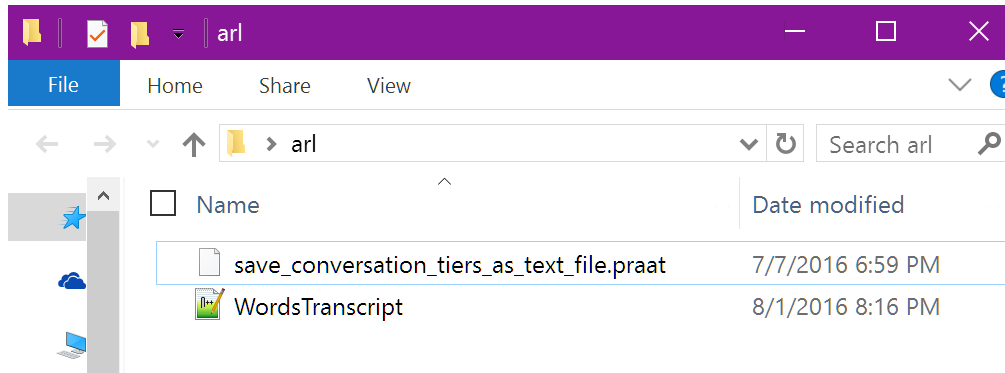 arl
File Home Share View ?
arl Search arl
Name Date modified
save_conversation_tiers_as_text_file.praat 7/7/2016 6:59 PM
WordsTranscript 8/1/2016 8:16 PM